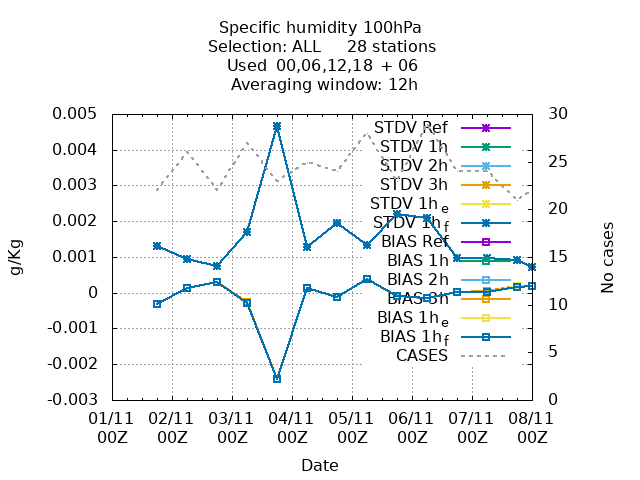 Specific humidity 100hPa
Selection: ALL 28 stations
Used 00,06,12,18 + 06
Averaging window: 12h
0.005
0.004
0.003
0.002
0.001
0
-0.001
-0.002
-0.003
g/Kg
30
25
20
15
10
5
0
No cases
STDV Ref
STDV 1h
STDV 2h
STDV 3h
STDV 1h e
STDV 1h f
BIAS Ref
BIAS 1h
BIAS 2h
BIAS 3h
BIAS 1h e
BIAS 1h f
CASES
01/11 02/11 03/11 04/11 05/11 06/11 07/11 08/11
00Z 00Z 00Z 00Z 00Z 00Z 00Z 00Z
Date